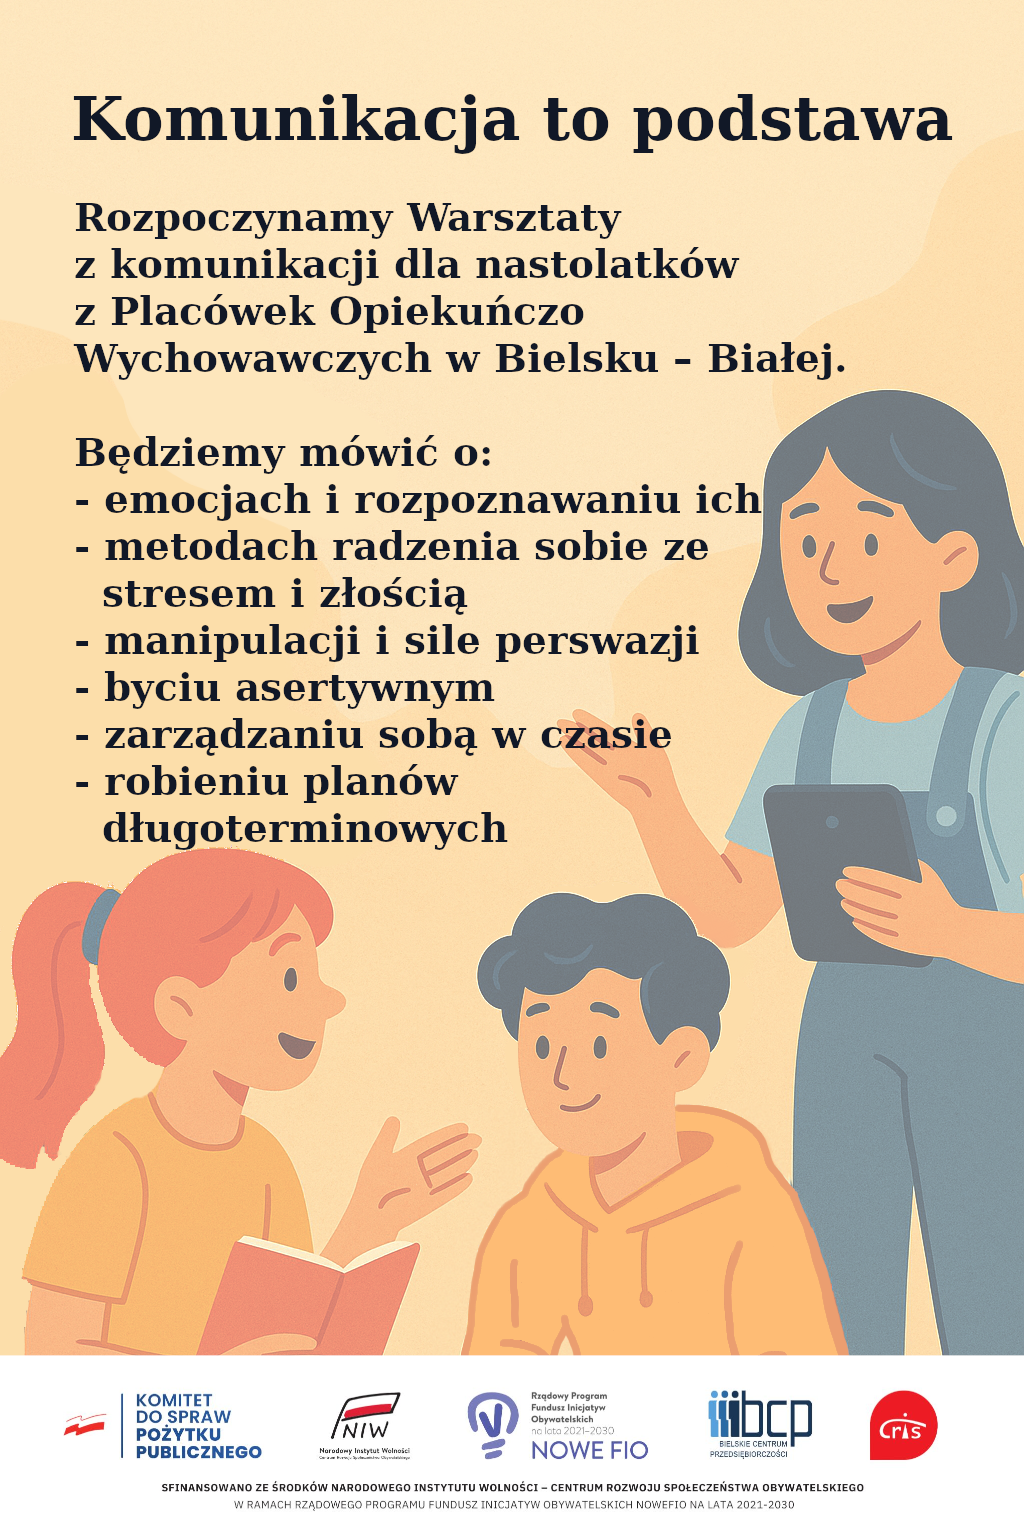 Komunikacja to podstawa
Rozpoczynamy Warsztaty
z komunikacji dla nastolatków
z Placówek Opiekuńczo
Wychowawczych w Bielsku – Białej.
Będziemy mówić o:
- emocjach i rozpoznawaniu ich
- metodach radzenia sobie ze
stresem i złością
- manipulacji i sile perswazji
- byciu asertywnym
- zarządzaniu sobą w czasie
- robieniu planów
długoterminowych
KOMITET
DO SPRAW
POŻYTKU
PUBLICZNEGO
NIW
Narodowy Instytut Wolności
Centrum Rozwoju Społeczeństwa Obywatelskiego
Rządowy Program
Fundusz Inicjatyw
Obywatelskich
na lata 2021–2030
NOWE FIO
bcp
BIELSKIE CENTRUM
PRZEDSIĘBIORCZOŚCI
Cris
SFINANSOWANO ZE ŚRODKÓW NARODOWEGO INSTYTUTU WOLNOŚCI – CENTRUM ROZWOJU SPOŁECZEŃSTWA OBYWATELSKIEGO
W RAMACH RZĄDOWEGO PROGRAMU FUNDUSZ INICJATYW OBYWATELSKICH NOWEFIO NA LATA 2021-2030